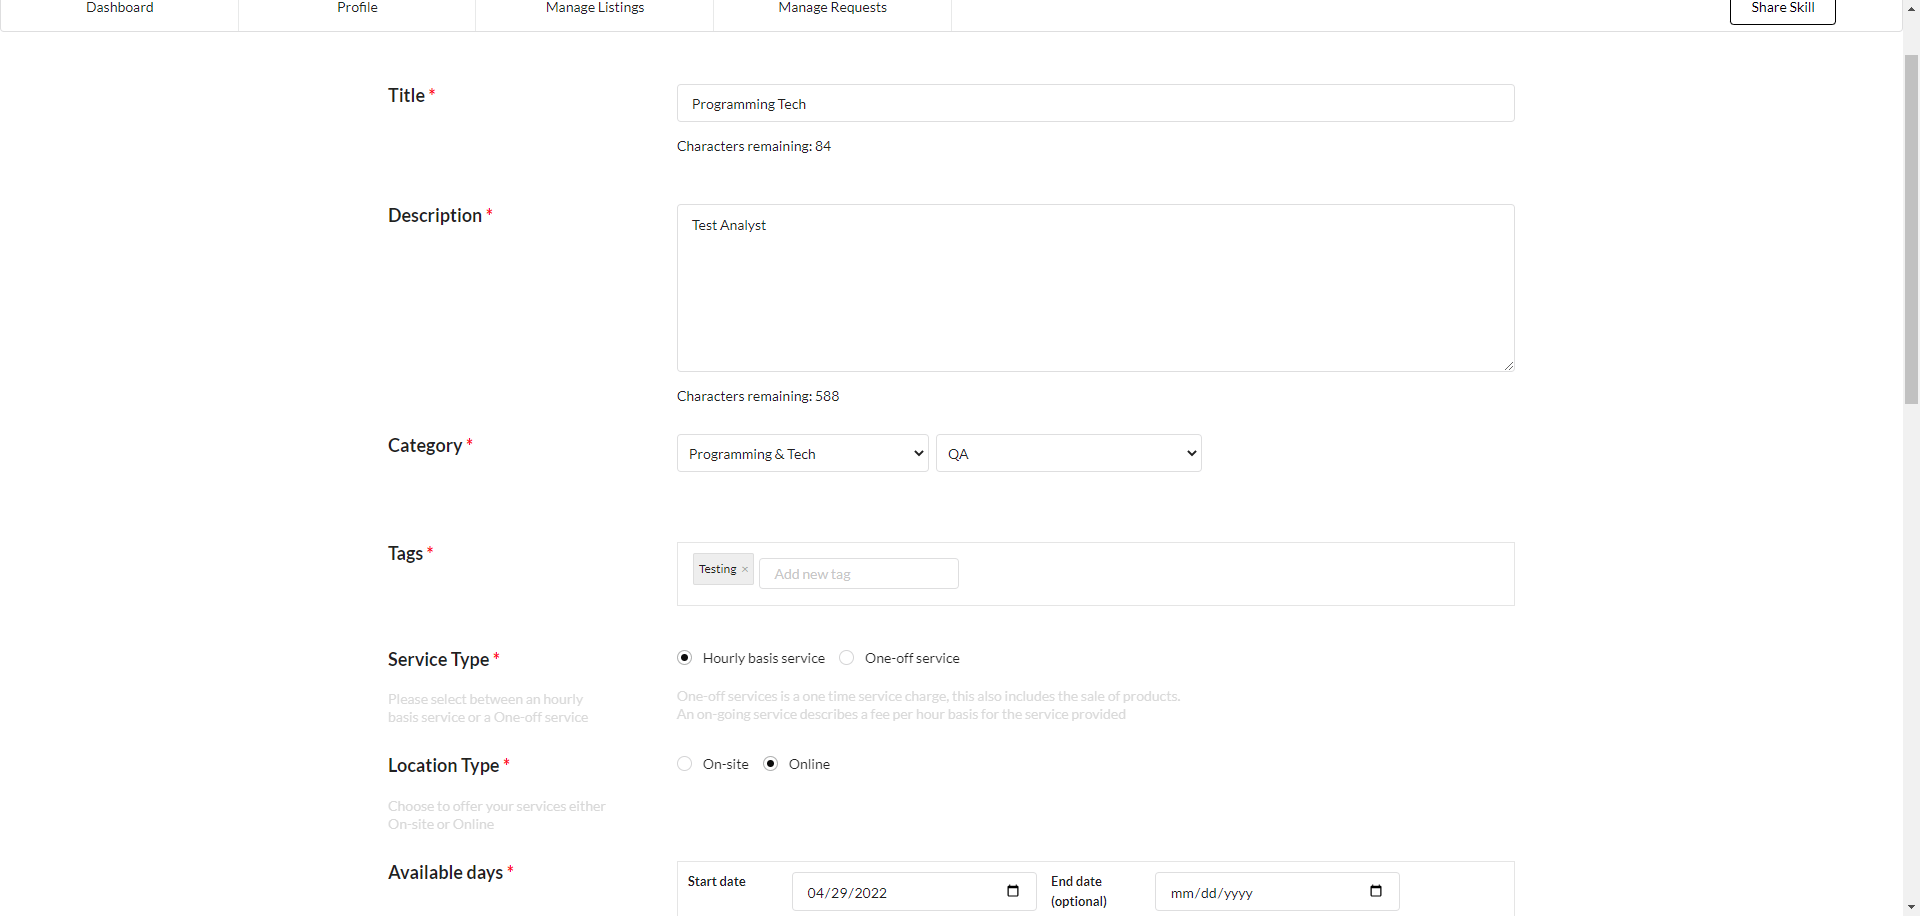 Dashboard
Profile
Manage Listings
Manage Requests
Share Skill
Title *
Programming Tech
Characters remaining: 84
Description *
Test Analyst
Characters remaining: 588
Category *
Programming & Tech
QA
Tags *
Testing ×
Add new tag
Service Type *
Hourly basis service
One-off service
Please select between an hourly
basis service or a One-off service
One-off services is a one time service charge, this also includes the sale of products.
An on-going service describes a fee per hour basis for the service provided
Location Type *
On-site
Online
Choose to offer your services either
On-site or Online
Available days *
Start date
04/29/2022
End date
(optional)
mm/dd/yyyy